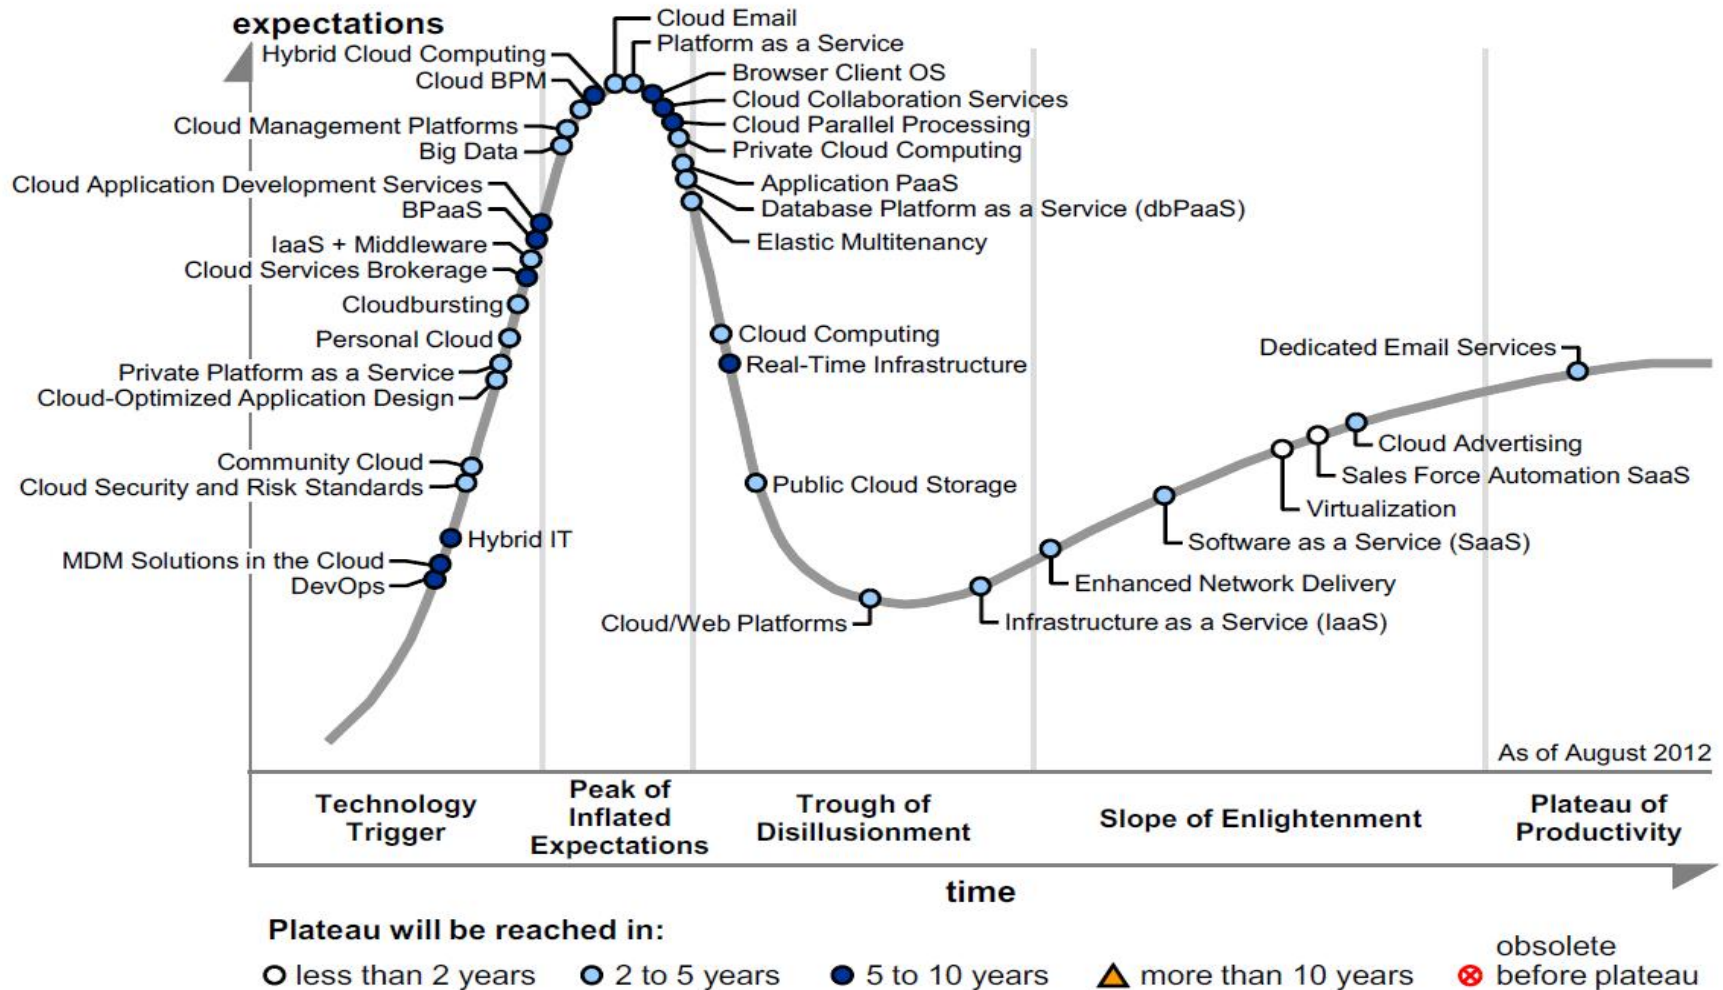 expectations
Cloud Email
Platform as a Service
Hybrid Cloud Computing
Cloud BPM
Browser Client OS
Cloud Collaboration Services
Cloud Management Platforms
Cloud Parallel Processing
Big Data
Private Cloud Computing
Cloud Application Development Services
Application PaaS
BPaaS
Database Platform as a Service (dbPaaS)
IaaS + Middleware
Elastic Multitenancy
Cloud Services Brokerage
Cloudbursting
Personal Cloud
Cloud Computing
Private Platform as a Service
Real-Time Infrastructure
Cloud-Optimized Application Design
Dedicated Email Services
Community Cloud
Cloud Advertising
Cloud Security and Risk Standards
Sales Force Automation SaaS
Public Cloud Storage
Virtualization
Hybrid IT
Software as a Service (SaaS)
MDM Solutions in the Cloud
DevOps
Enhanced Network Delivery
Cloud/Web Platforms
Infrastructure as a Service (IaaS)
As of August 2012
Technology
Trigger
Peak of
Inflated
Expectations
Trough of
Disillusionment
Slope of Enlightenment
Plateau of
Productivity
time
Plateau will be reached in:
less than 2 years
2 to 5 years
5 to 10 years
more than 10 years
obsolete
before plateau